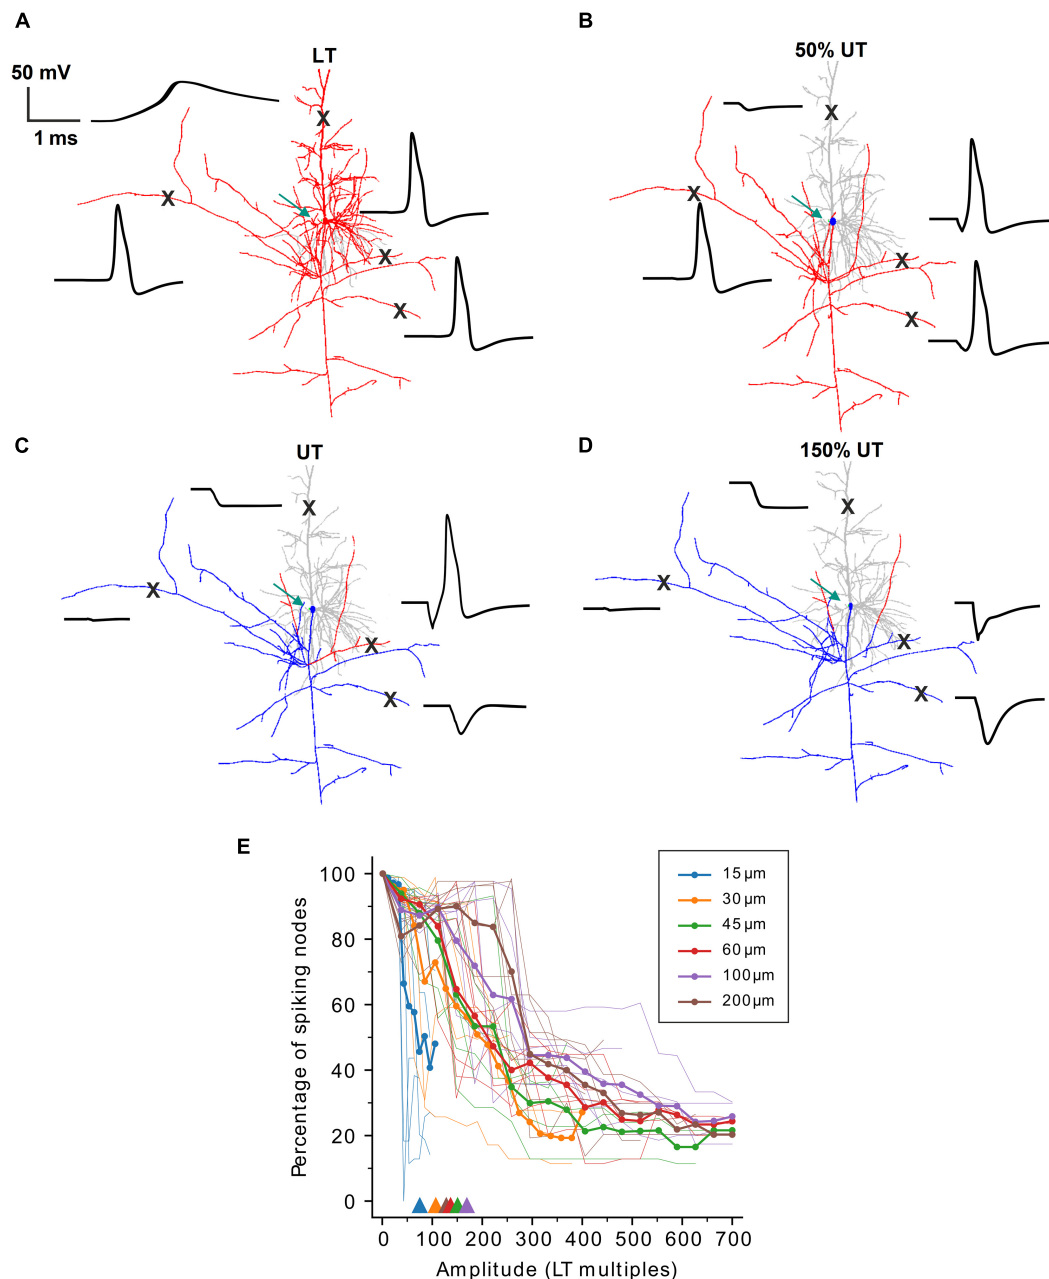 A
B
LT
50% UT
50 mV
1 ms
X
X
X
X
X
X
X
X
C
D
UT
150% UT
X
X
X
X
X
X
X
X
E
15 µm
30 µm
45 µm
60 µm
100 µm
200 µm
Percentage of spiking nodes
100
80
60
40
20
0
0 100 200 300 400 500 600 700
Amplitude (LT multiples)